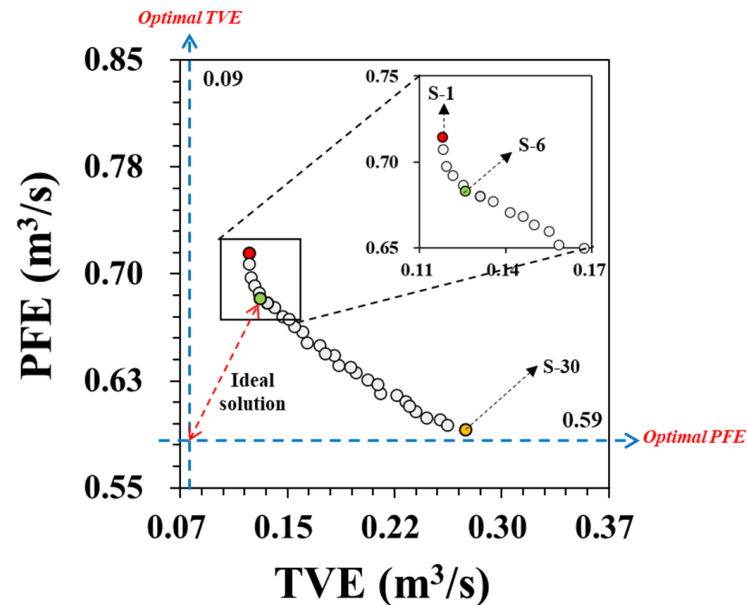 Optimal TVE
0.85
0.78
0.70
0.63
0.55
PFE (m³/s)
0.09
0.75
0.70
0.65
S-1
S-6
0.11
0.14
0.17
Ideal
solution
S-30
0.59
Optimal PFE
0.07
0.15
0.22
0.30
0.37
TVE (m³/s)